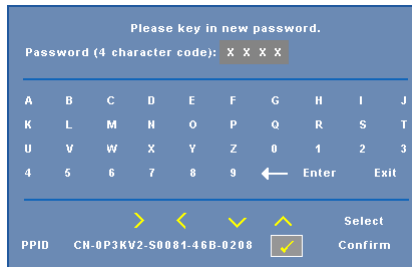 Please key in new password.
Password (4 character code): X X X X
A B C D E F G H I J
K L M N O P Q R S T
U V W X Y Z 0 1 2 3
4 5 6 7 8 9 ← Enter Exit
Select
PPID CN-0P3KV2-S0081-46B-0208 Confirm